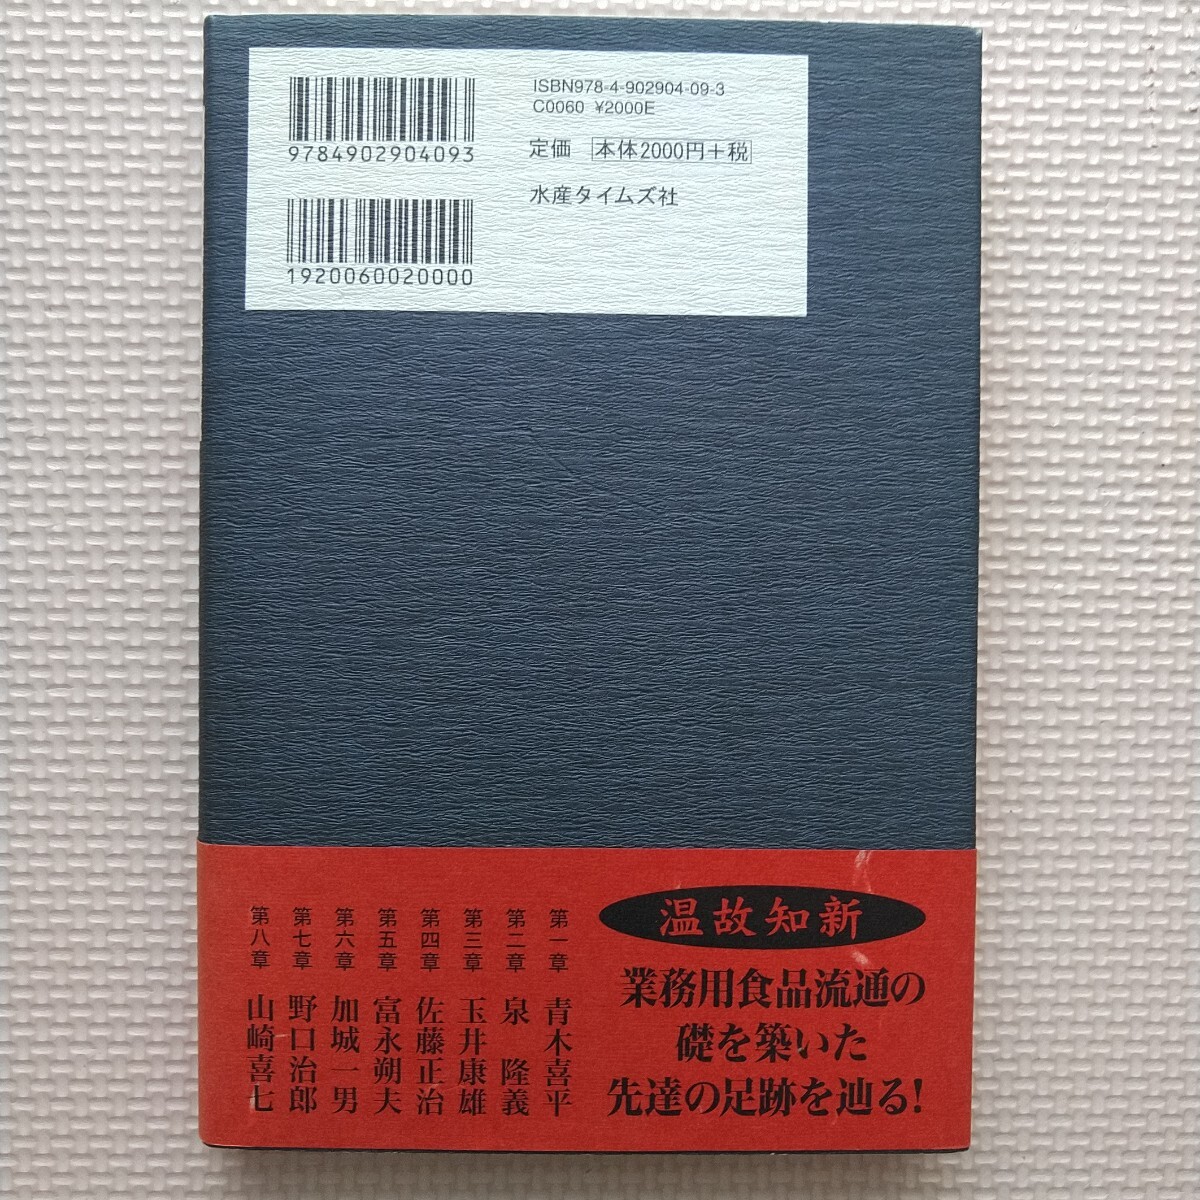 ISBN978-4-902904-09-3
C0060 ¥2000E
9784902904093
定価 本体2000円+税
水産タイムズ社
1920060020000
温故知新
業務用食品流通の
礎を築いた
先達の足跡を辿る!
第一章 青木喜平
第二章 泉 隆義
第三章 玉井康雄
第四章 佐藤正治
第五章 富永朔夫
第六章 加城一男
第七章 野口治郎
第八章 山崎喜七